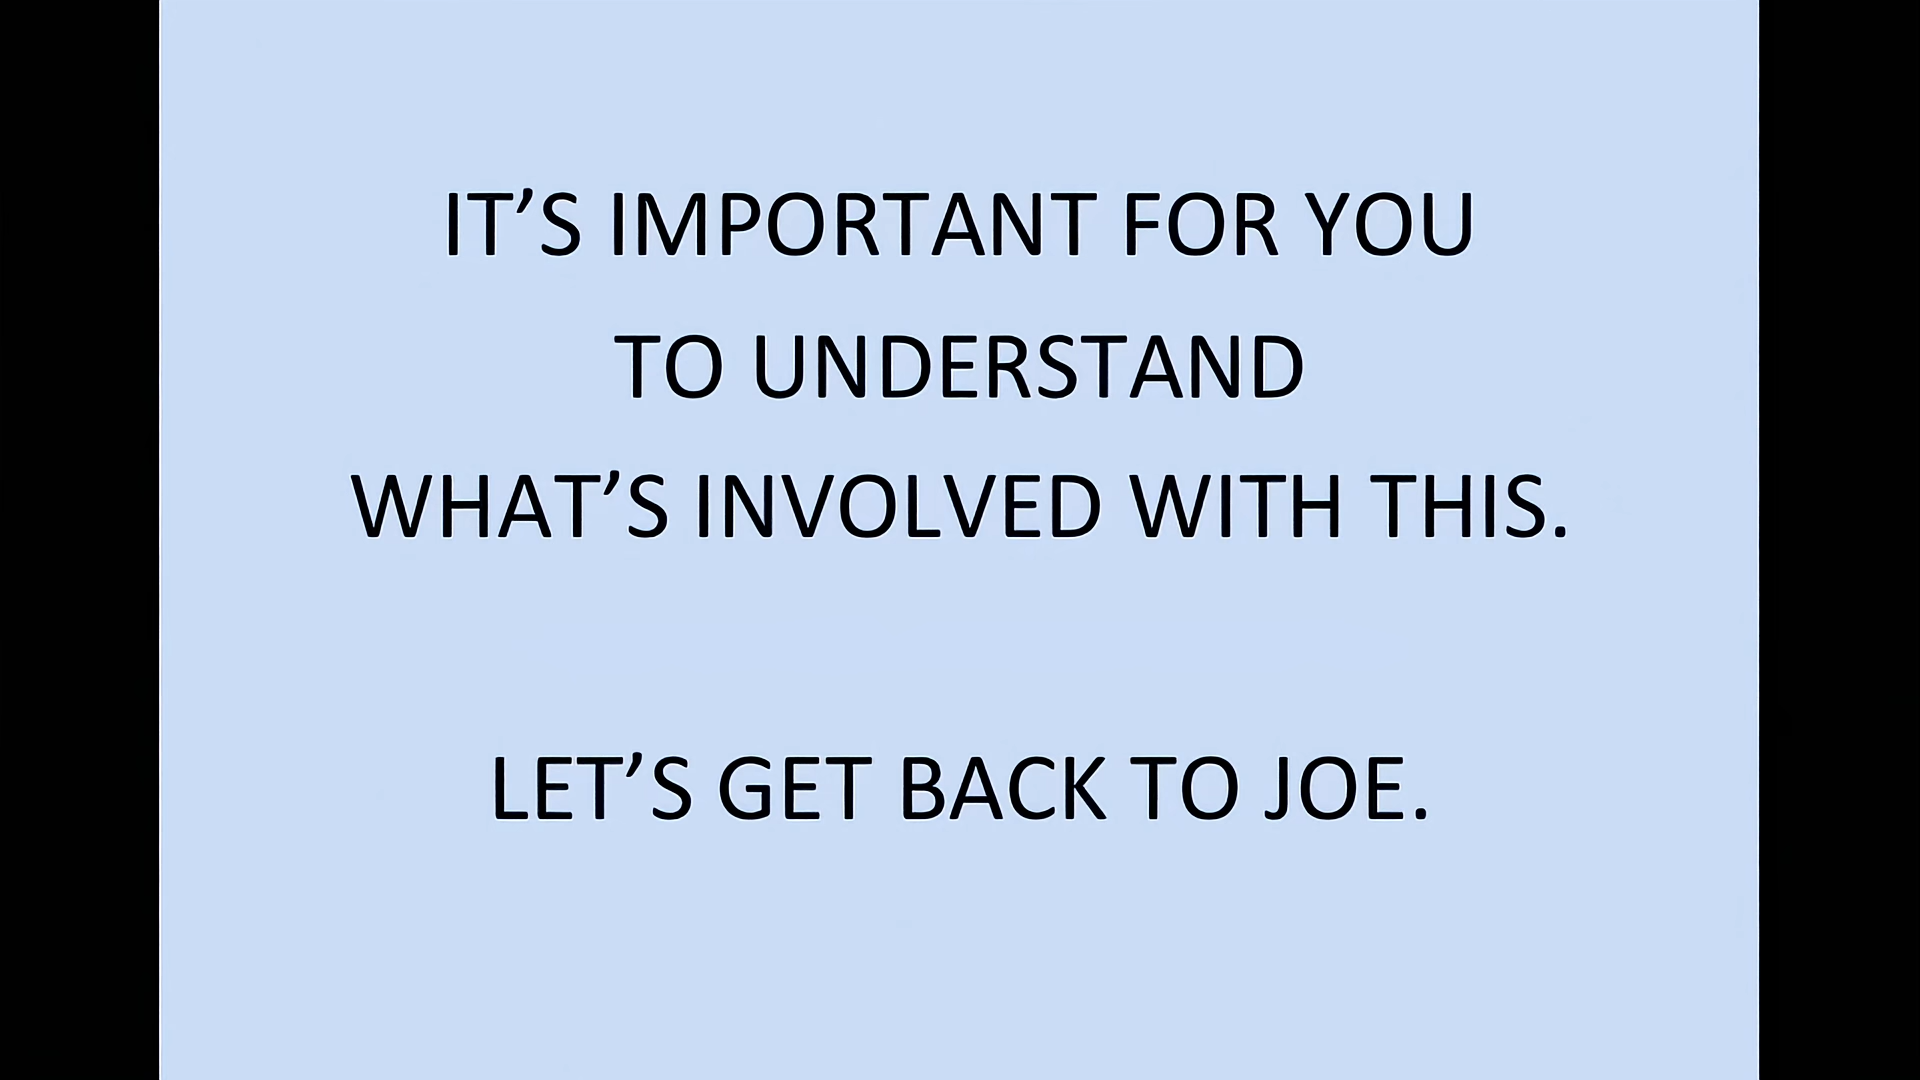 IT’S IMPORTANT FOR YOU
TO UNDERSTAND
WHAT’S INVOLVED WITH THIS.
LET’S GET BACK TO JOE.